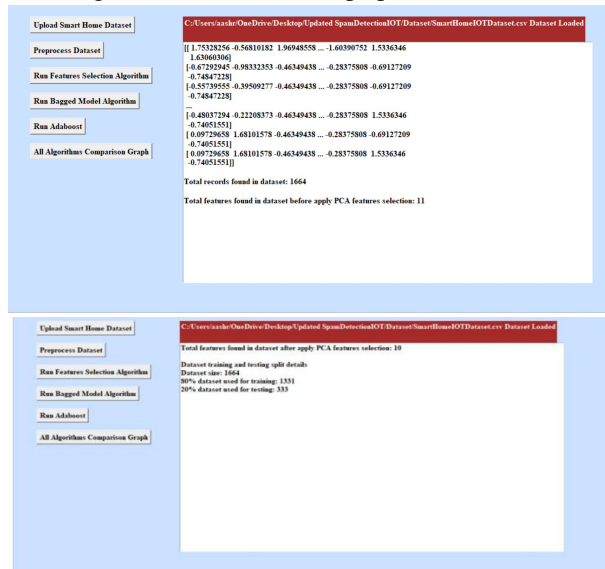 Upload Smart Home Dataset
C:/Users/aashr/OneDrive/Desktop/Updated SpamDetectionIOT/Dataset/SmartHomeIOTDataset.csv Dataset Loaded
Preprocess Dataset
Run Features Selection Algorithm
Run Bagged Model Algorithm
Run Adaboost
All Algorithms Comparison Graph
[[ 1.75328256 -0.56810182 1.96948558 ... -1.60390752 1.5336346
1.63060306]
[-0.67292945 -0.98332353 -0.46349438 ... -0.28375808 -0.69127209
-0.74847228]
[-0.55739555 -0.39509277 -0.46349438 ... -0.28375808 -0.69127209
-0.74847228]
...
[-0.48037294 -0.22208373 -0.46349438 ... -0.28375808 1.5336346
-0.74051551]
[ 0.09729658 1.68101578 -0.46349438 ... -0.28375808 -0.69127209
-0.74051551]
[ 0.09729658 1.68101578 -0.46349438 ... -0.28375808 1.5336346
-0.74051551]]
Total records found in dataset: 1664
Total features found in dataset before apply PCA features selection: 11
Upload Smart Home Dataset
C:/Users/aashr/OneDrive/Desktop/Updated SpamDetectionIOT/Dataset/SmartHomeIOTDataset.csv Dataset Loaded
Preprocess Dataset
Run Features Selection Algorithm
Run Bagged Model Algorithm
Run Adaboost
All Algorithms Comparison Graph
Total features found in dataset after apply PCA features selection: 10
Dataset training and testing split details
Dataset size: 1664
80% dataset used for training: 1331
20% dataset used for testing: 333